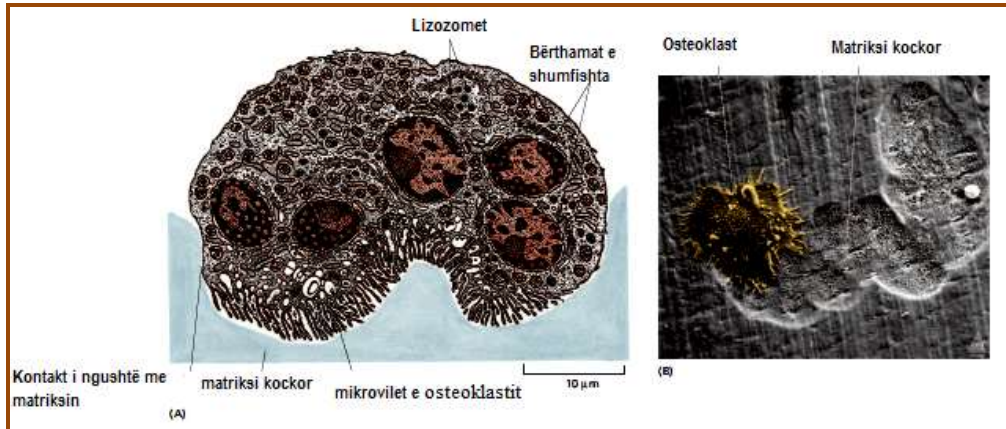 Lizozomet
Bërthamat e
shumfishta
Kontakt i ngushtë me
matriksin
matriksi kockor
mikrovilet e osteoklastit
10 µm
(A)
Osteoklast
Matriksi kockor
(B)